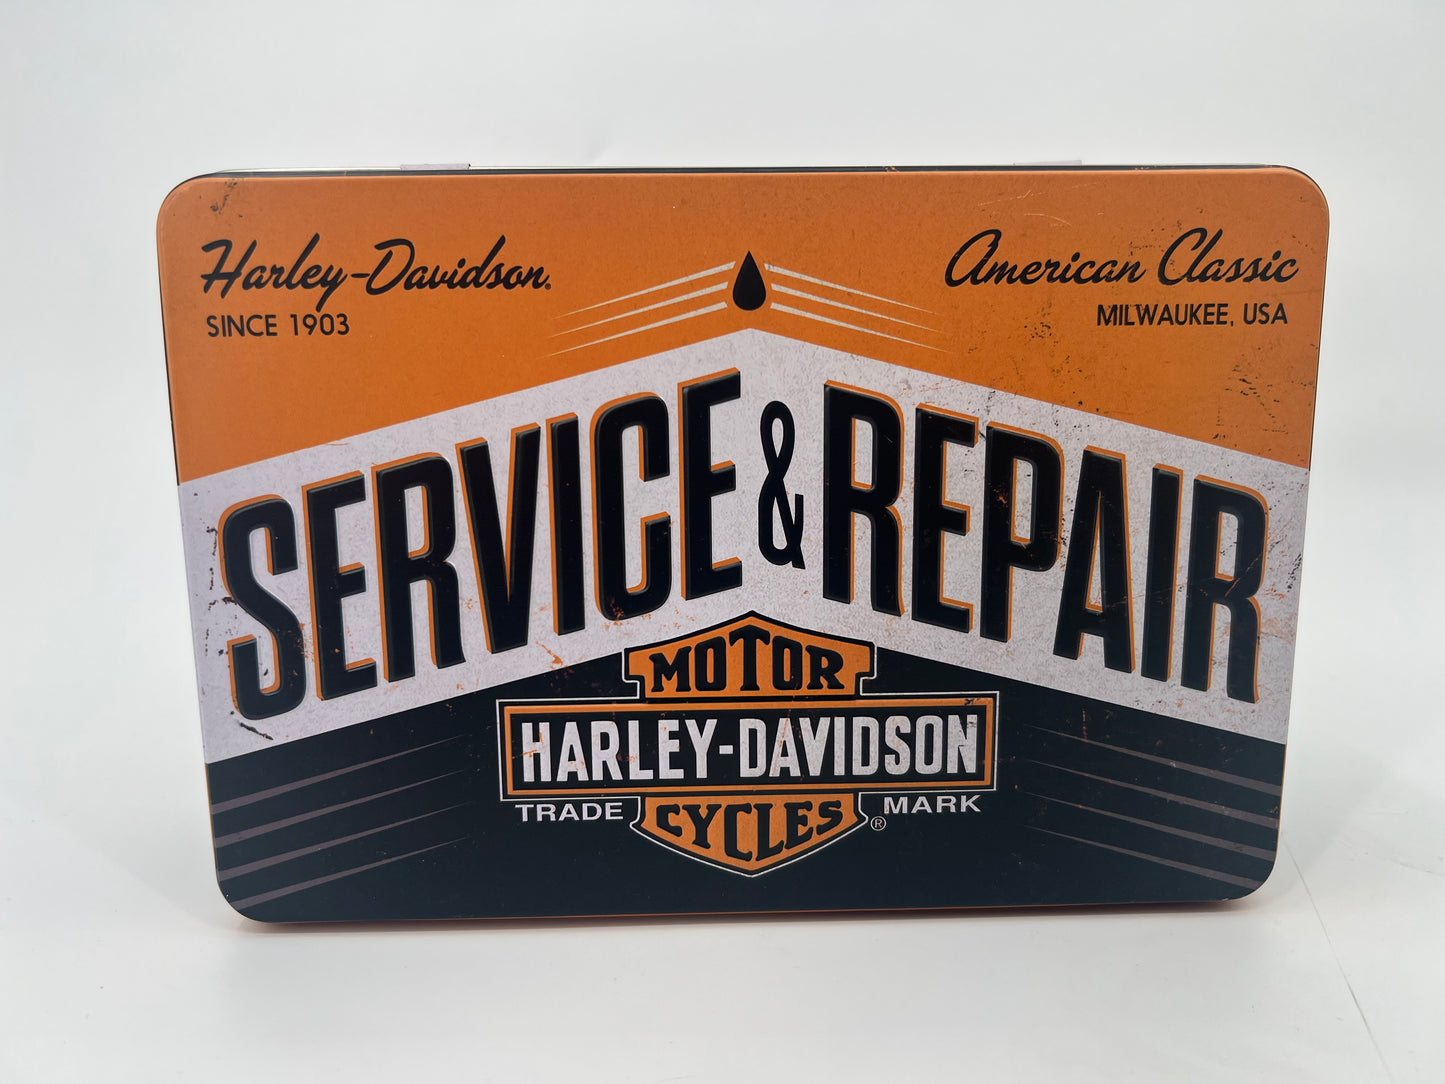 Harley-Davidson®
SINCE 1903
American Classic
MILWAUKEE, USA
SERVICE & REPAIR
MOTOR
HARLEY-DAVIDSON
TRADE MARK
CYCLES ®